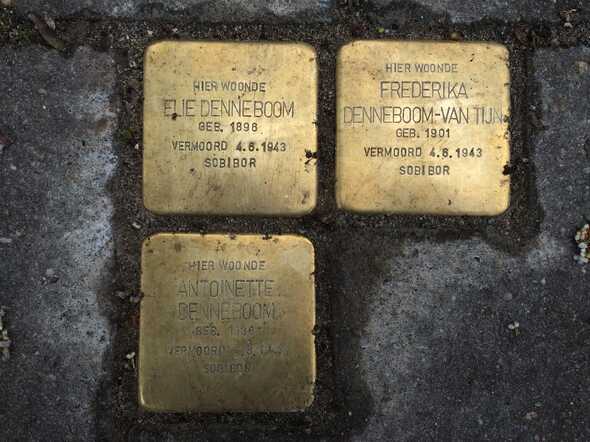 HIER WOONDE
ELIE DENNEBOOM
GEB. 1896
VERMOORD 4.6.1943
SOBIBOR
HIER WOONDE
FREDERIKA
DENNEBOOM-VAN TIJN
GEB. 1901
VERMOORD 4.6.1943
SOBIBOR
HIER WOONDE
ANTOINETTE
DENNEBOOM
GEB.
VERMOORD
SOBIBOR